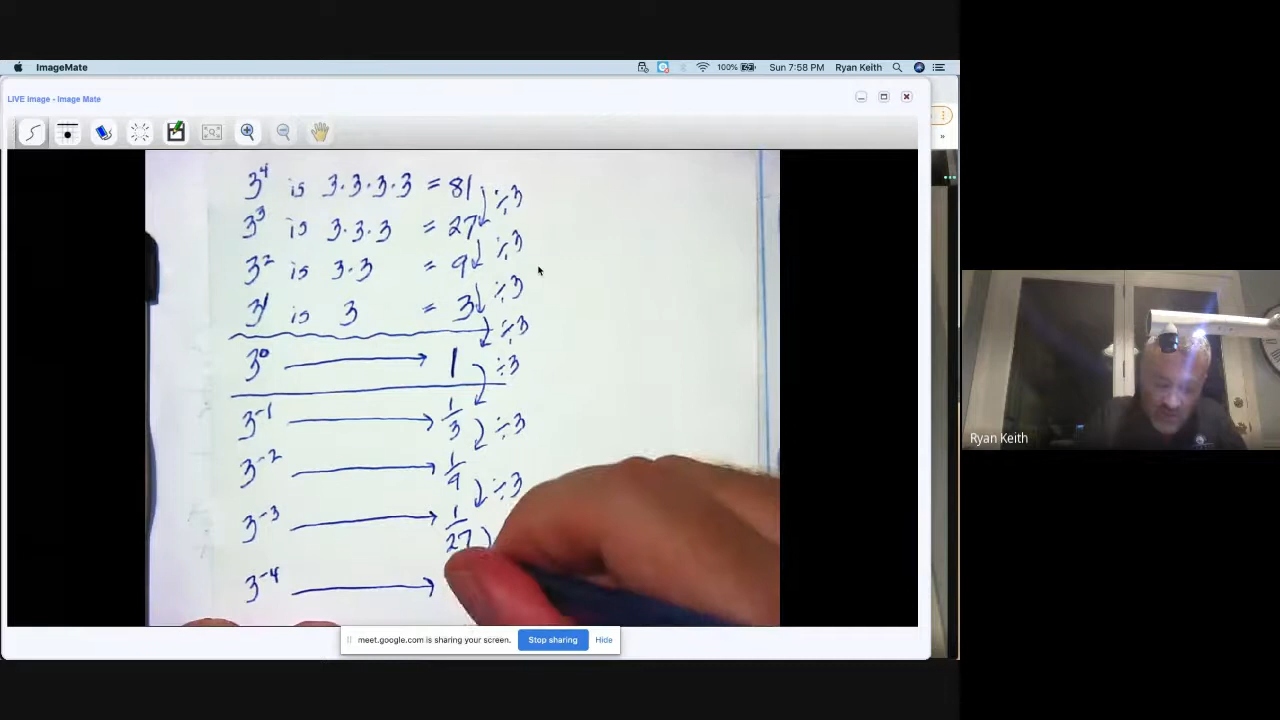 ImageMate
100% Sun 7:58 PM Ryan Keith
LIVE Image - Image Mate
3⁴ is 3·3·3·3 = 81
÷3
3³ is 3·3·3 = 27
÷3
3² is 3·3 = 9
÷3
3¹ is 3 = 3
÷3
3⁰ → 1
÷3
3⁻¹ → 1/3
÷3
3⁻² → 1/9
÷3
3⁻³ → 1/27
3⁻⁴ →
Ryan Keith
meet.google.com is sharing your screen. Stop sharing Hide